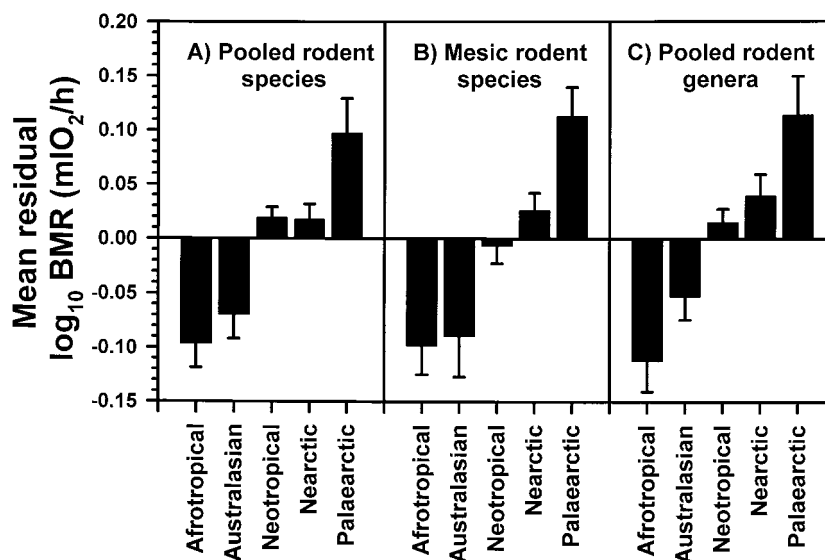 Mean residual
log₁₀ BMR (mlO₂/h)
0.20
0.15
0.10
0.05
0.00
-0.05
-0.10
-0.15
A) Pooled rodent
species
B) Mesic rodent
species
C) Pooled rodent
genera
Afrotropical
Australasian
Neotropical
Nearctic
Palaearctic
Afrotropical
Australasian
Neotropical
Nearctic
Palaearctic
Afrotropical
Australasian
Neotropical
Nearctic
Palaearctic